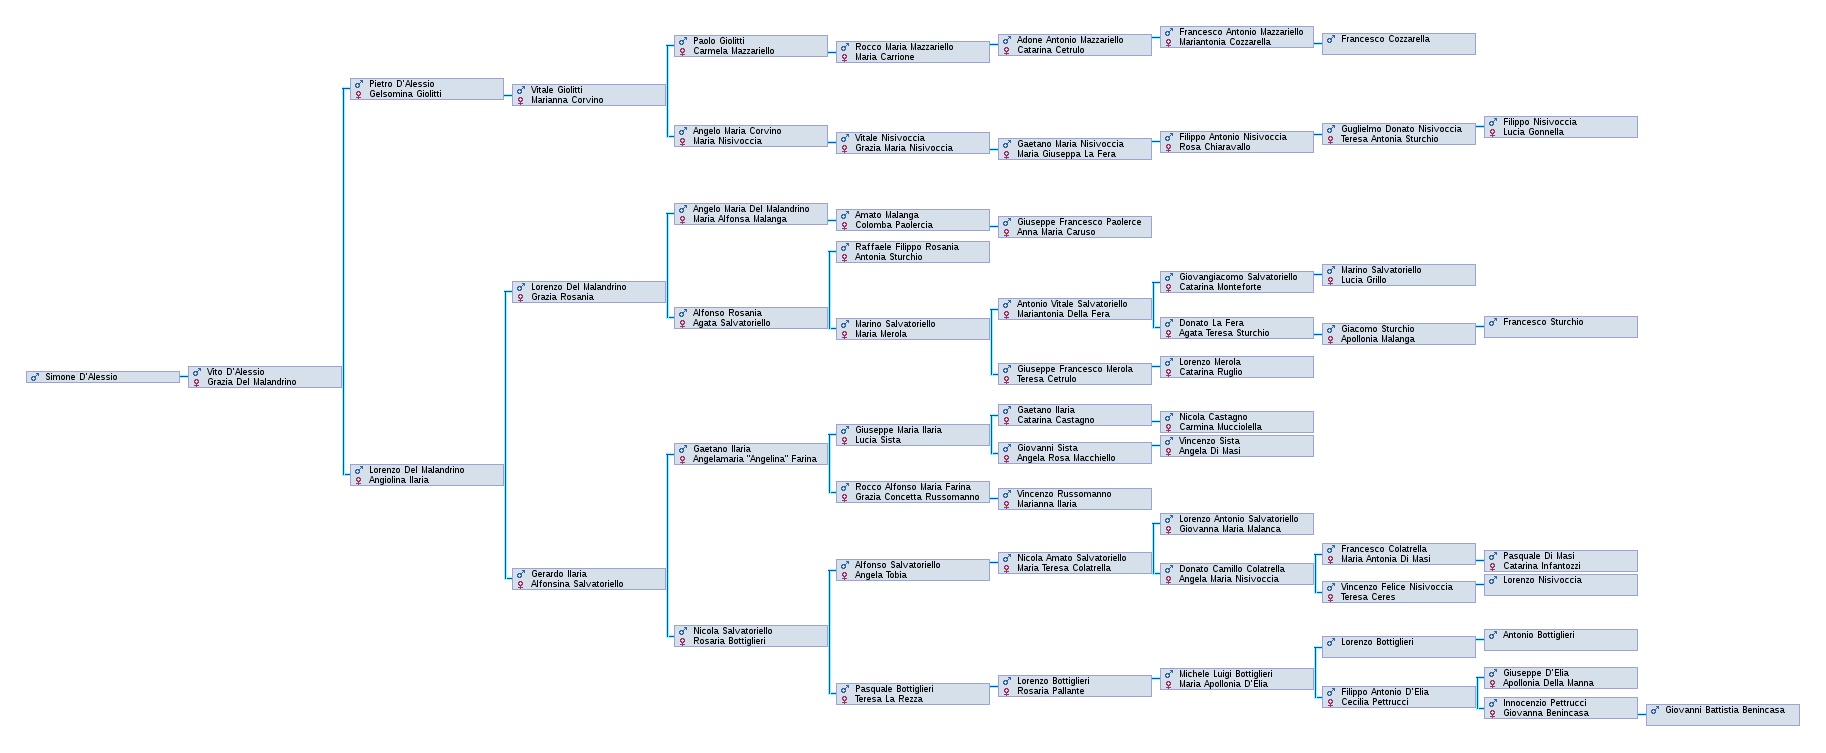 Simone D'Alessio
Vito D'Alessio
Grazia Del Malandrino
Pietro D'Alessio
Gelsomina Giolitti
Lorenzo Del Malandrino
Angiolina Ilaria
Vitale Giolitti
Marianna Corvino
Lorenzo Del Malandrino
Grazia Rosania
Gerardo Ilaria
Alfonsina Salvatoriello
Paolo Giolitti
Carmela Mazzariello
Angelo Maria Corvino
Maria Nisivoccia
Angelo Maria Del Malandrino
Maria Alfonsa Malanga
Alfonso Rosania
Agata Salvatoriello
Gaetano Ilaria
Angelamaria "Angelina" Farina
Nicola Salvatoriello
Rosaria Bottiglieri
Rocco Maria Mazzariello
Maria Carrione
Vitale Nisivoccia
Grazia Maria Nisivoccia
Amato Malanga
Colomba Paolercia
Raffaele Filippo Rosania
Antonia Sturchio
Marino Salvatoriello
Maria Merola
Giuseppe Maria Ilaria
Lucia Sista
Rocco Alfonso Maria Farina
Grazia Concetta Russomanno
Alfonso Salvatoriello
Angela Tobia
Pasquale Bottiglieri
Teresa La Rezza
Adone Antonio Mazzariello
Catarina Cetrulo
Gaetano Maria Nisivoccia
Maria Giuseppa La Fera
Giuseppe Francesco Paolerce
Anna Maria Caruso
Antonio Vitale Salvatoriello
Mariantonia Della Fera
Giuseppe Francesco Merola
Teresa Cetrulo
Gaetano Ilaria
Catarina Castagno
Giovanni Sista
Angela Rosa Macchiello
Vincenzo Russomanno
Marianna Ilaria
Nicola Amato Salvatoriello
Maria Teresa Colatrella
Lorenzo Bottiglieri
Rosaria Pallante
Francesco Antonio Mazzariello
Mariantonia Cozzarella
Filippo Antonio Nisivoccia
Rosa Chiaravallo
Giovangiacomo Salvatoriello
Catarina Monteforte
Donato La Fera
Agata Teresa Sturchio
Lorenzo Merola
Catarina Ruglio
Nicola Castagno
Carmina Mucciolella
Vincenzo Sista
Angela Di Masi
Lorenzo Antonio Salvatoriello
Giovanna Maria Malanca
Donato Camillo Colatrella
Angela Maria Nisivoccia
Michele Luigi Bottiglieri
Maria Apollonia D'Elia
Francesco Cozzarella
Guglielmo Donato Nisivoccia
Teresa Antonia Sturchio
Marino Salvatoriello
Lucia Grillo
Giacomo Sturchio
Apollonia Malanga
Francesco Colatrella
Maria Antonia Di Masi
Vincenzo Felice Nisivoccia
Teresa Ceres
Lorenzo Bottiglieri
Filippo Antonio D'Elia
Cecilia Pettrucci
Filippo Nisivoccia
Lucia Gonnella
Francesco Sturchio
Pasquale Di Masi
Catarina Infantozzi
Lorenzo Nisivoccia
Antonio Bottiglieri
Giuseppe D'Elia
Apollonia Della Manna
Innocenzio Pettrucci
Giovanna Benincasa
Giovanni Battistia Benincasa